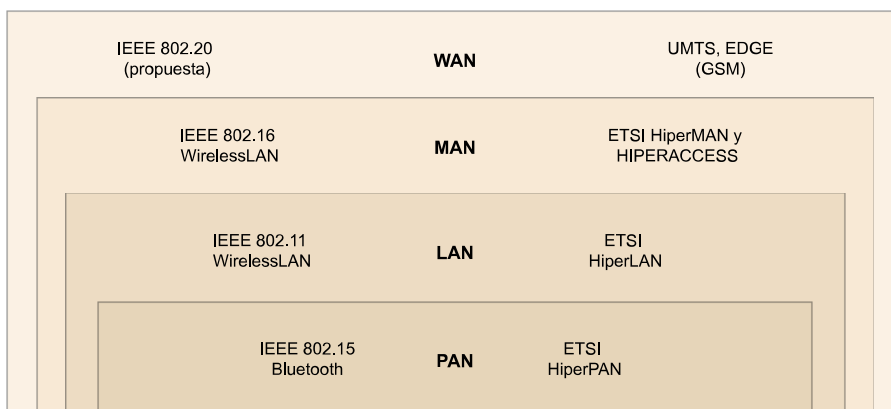 IEEE 802.20
(propuesta)
WAN
UMTS, EDGE
(GSM)
IEEE 802.16
WirelessLAN
MAN
ETSI HiperMAN y
HIPERACCESS
IEEE 802.11
WirelessLAN
LAN
ETSI
HiperLAN
IEEE 802.15
Bluetooth
PAN
ETSI
HiperPAN